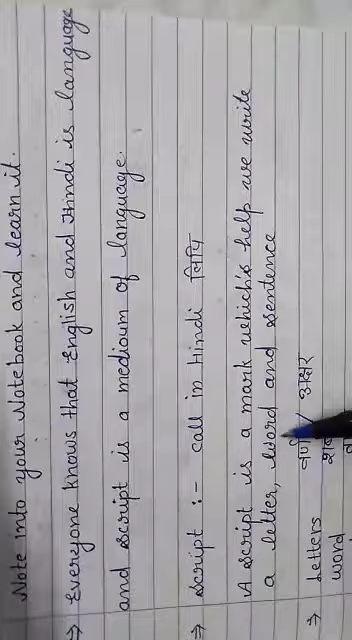 Note into your Notebook and learn it.
⇒ Everyone knows that English and Hindi is language
and script is a medioum of language.
⇒ Script :- call in Hindi लिपि
A script is a mark which's help we write
a letter, word and sentence
⇒ Letters वर्ण / अक्षर
word